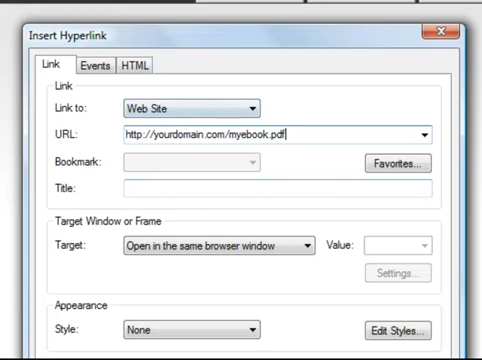 Insert Hyperlink
Link Events HTML
Link
Link to: Web Site
URL: http://yourdomain.com/myebook.pdf
Bookmark: Favorites...
Title:
Target Window or Frame
Target: Open in the same browser window Value:
Settings...
Appearance
Style: None Edit Styles...